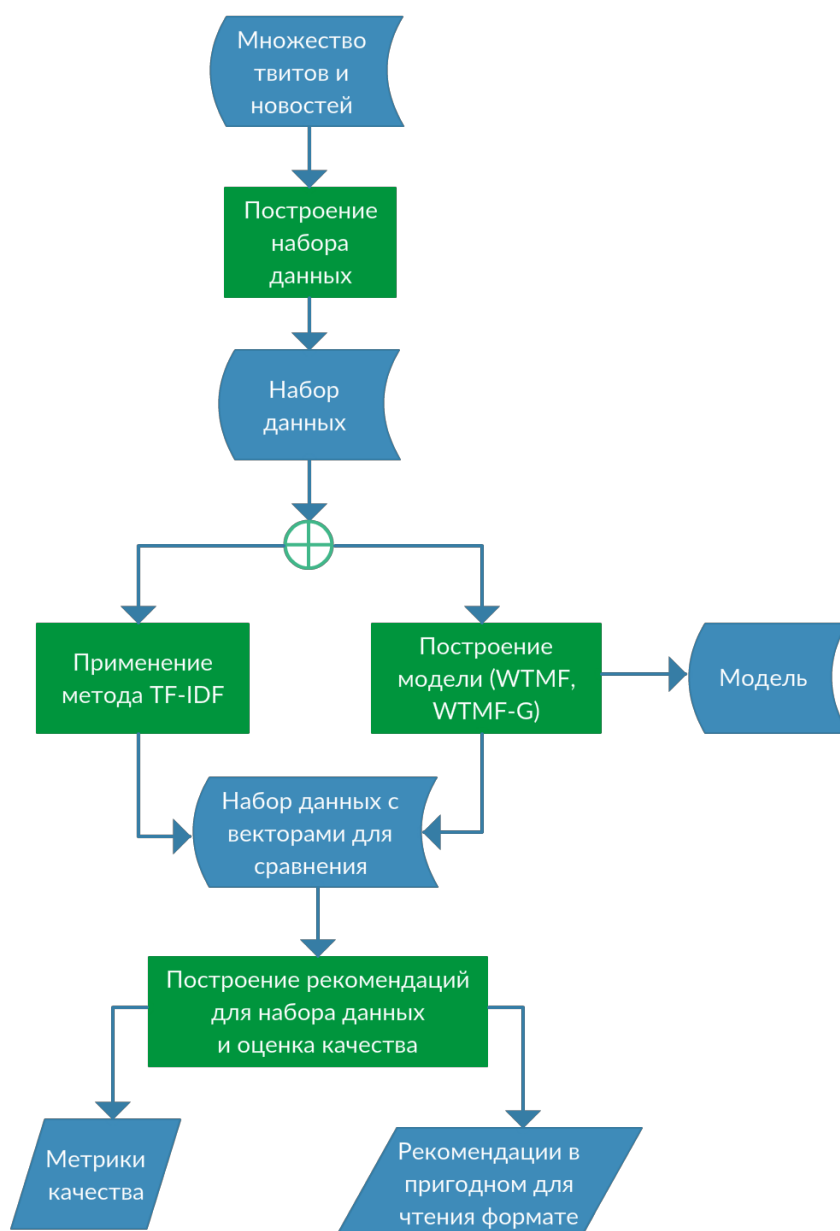 Множество
твитов и
новостей
Построение
набора
данных
Набор
данных
Применение
метода TF-IDF
Построение
модели (WTMF,
WTMF-G)
Модель
Набор данных с
векторами для
сравнения
Построение рекомендаций
для набора данных
и оценка качества
Метрики
качества
Рекомендации в
пригодном для
чтения формате